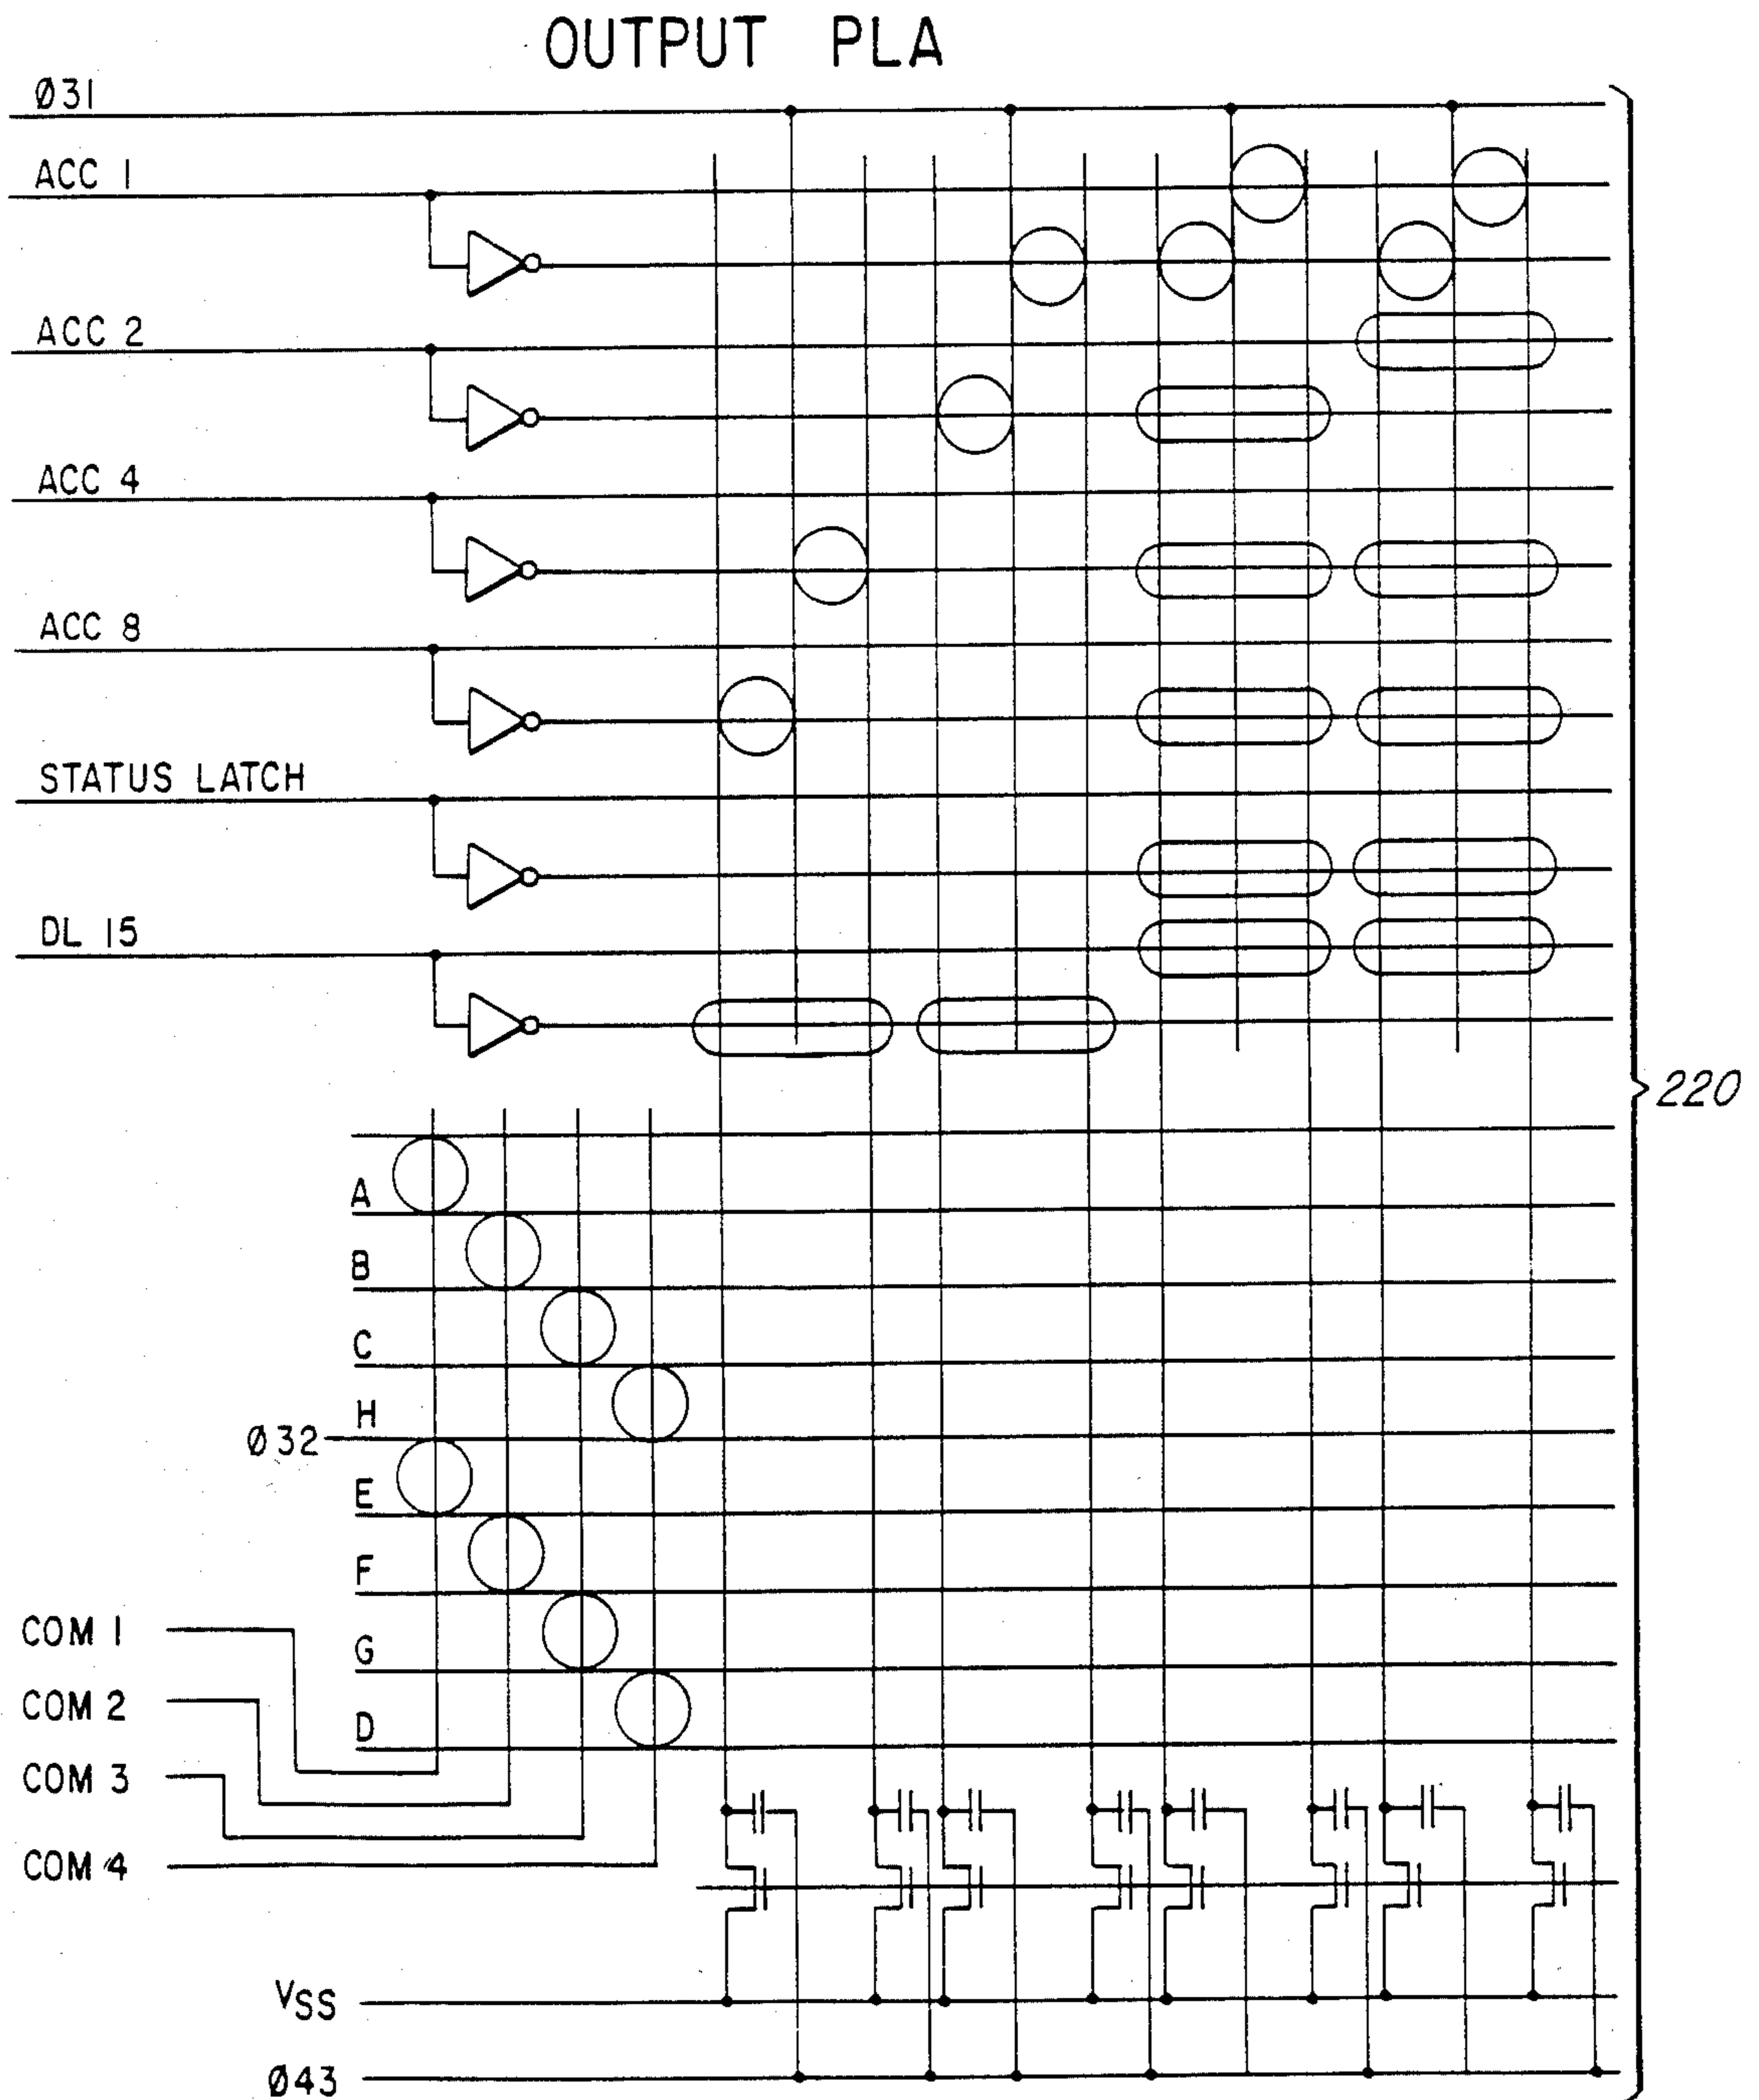 OUTPUT PLA
Ø31
ACC 1
ACC 2
ACC 4
ACC 8
STATUS LATCH
DL 15
220
A
B
C
H
Ø32
E
F
COM 1
G
COM 2
D
COM 3
COM 4
VSS
Ø43